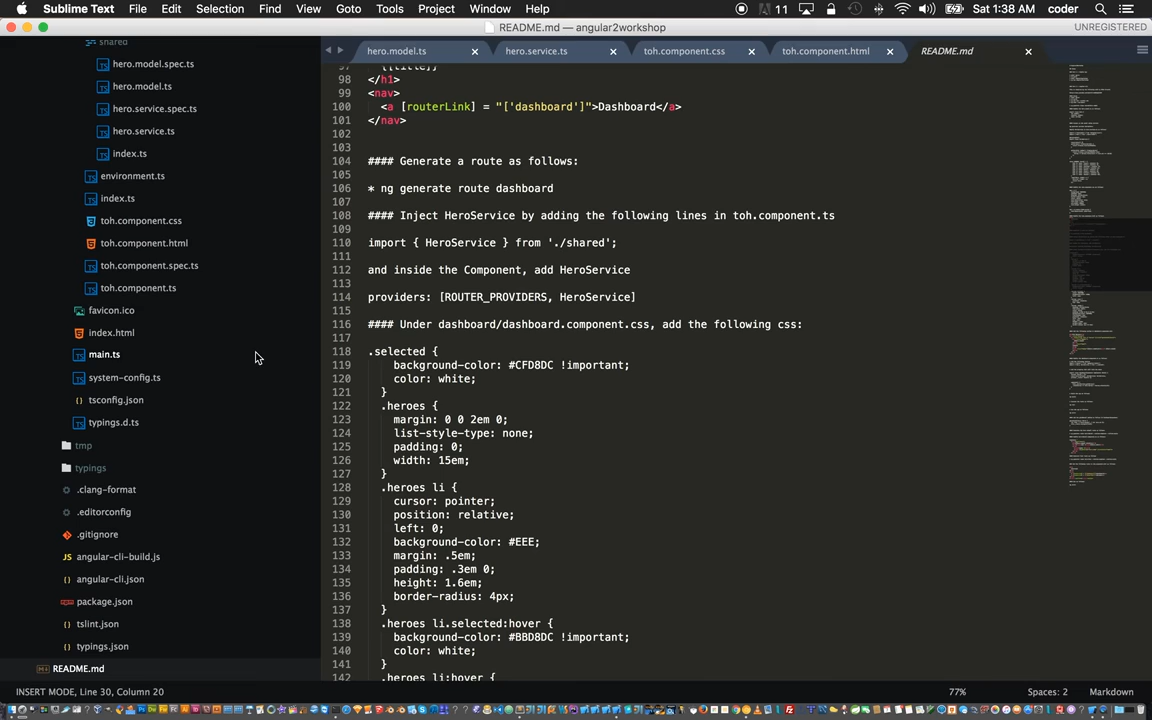 Sublime Text File Edit Selection Find View Goto Tools Project Window Help 11 Sat 1:38 AM coder
README.md — angular2workshop UNREGISTERED
hero.model.ts hero.service.ts toh.component.css toh.component.html README.md
shared
hero.model.spec.ts
hero.model.ts
hero.service.spec.ts
hero.service.ts
index.ts
environment.ts
index.ts
toh.component.css
toh.component.html
toh.component.spec.ts
toh.component.ts
favicon.ico
index.html
main.ts
system-config.ts
tsconfig.json
typings.d.ts
tmp
typings
.clang-format
.editorconfig
.gitignore
angular-cli-build.js
angular-cli.json
package.json
tslint.json
typings.json
README.md
97 {{title}}
98 </h1>
99 <nav>
100 <a [routerLink] = "['dashboard']">Dashboard</a>
101 </nav>
102
103
104 #### Generate a route as follows:
105
106 * ng generate route dashboard
107
108 #### Inject HeroService by adding the following lines in toh.component.ts
109
110 import { HeroService } from './shared';
111
112 and inside the Component, add HeroService
113
114 providers: [ROUTER_PROVIDERS, HeroService]
115
116 #### Under dashboard/dashboard.component.css, add the following css:
117
118 .selected {
119 background-color: #CFD8DC !important;
120 color: white;
121 }
122 .heroes {
123 margin: 0 0 2em 0;
124 list-style-type: none;
125 padding: 0;
126 width: 15em;
127 }
128 .heroes li {
129 cursor: pointer;
130 position: relative;
131 left: 0;
132 background-color: #EEE;
133 margin: .5em;
134 padding: .3em 0;
135 height: 1.6em;
136 border-radius: 4px;
137 }
138 .heroes li.selected:hover {
139 background-color: #BBD8DC !important;
140 color: white;
141 }
142 .heroes li:hover {
INSERT MODE, Line 30, Column 20 77% Spaces: 2 Markdown